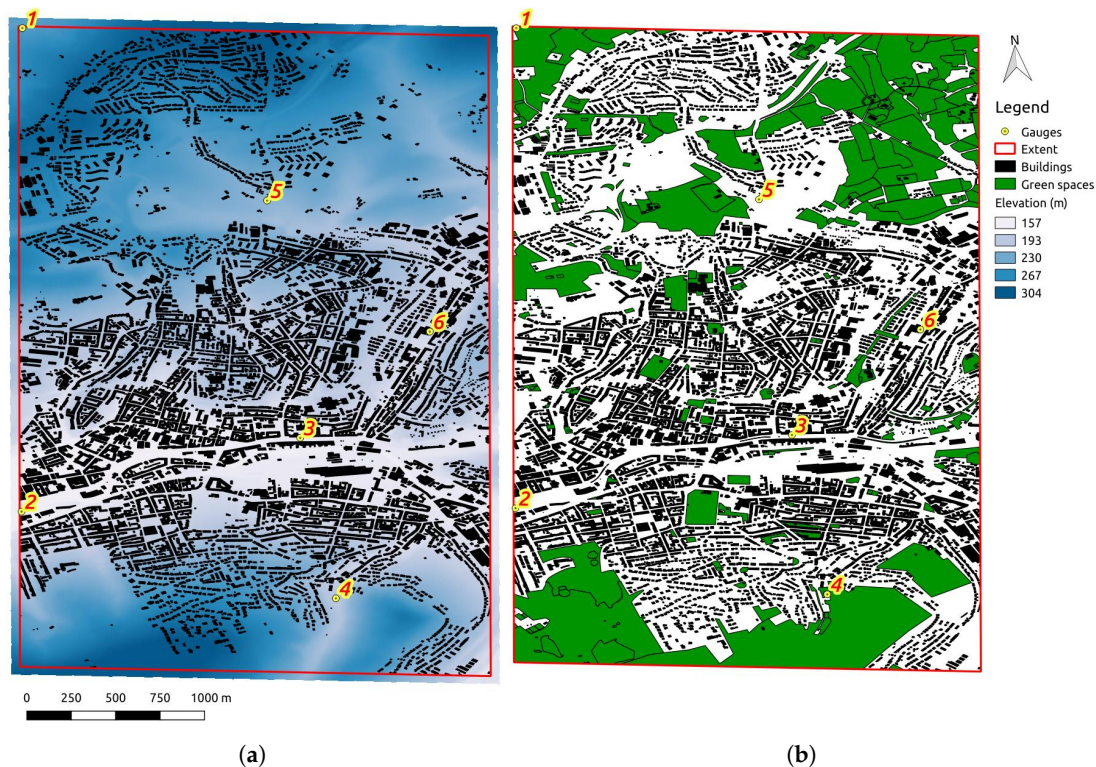 1
5
6
3
2
4
1
5
6
3
2
4
N
Legend
Gauges
Extent
Buildings
Green spaces
Elevation (m)
157
193
230
267
304
0 250 500 750 1000 m
(a)
(b)